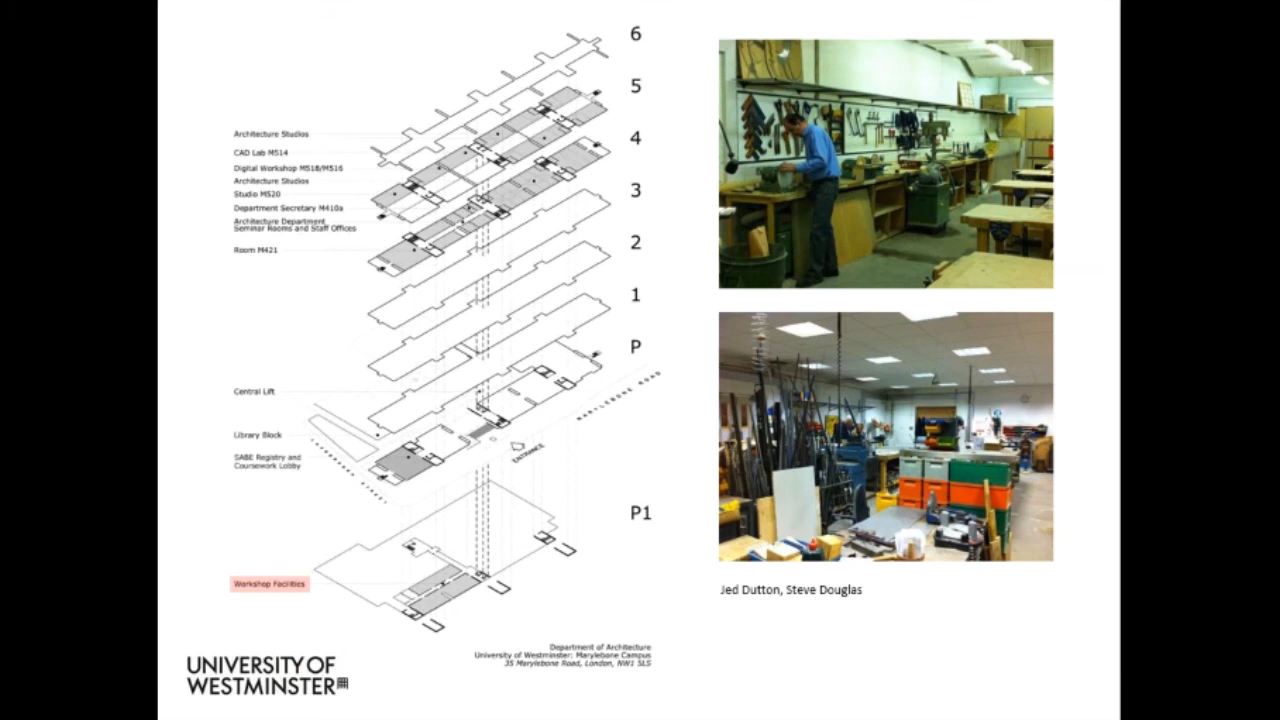 6
5
4
3
2
1
P
P1
Architecture Studios
CAD Lab M514
Digital Workshop M518/M516
Architecture Studios
Studio M520
Department Secretary M410a
Architecture Department
Seminar Rooms and Staff Offices
Room M421
Central Lift
Library Block
SABE Registry and
Coursework Lobby
MARYLEBONE ROAD
ENTRANCE
Workshop Facilities
Jed Dutton, Steve Douglas
Department of Architecture
University of Westminster: Marylebone Campus
35 Marylebone Road, London, NW1 5LS
UNIVERSITY OF
WESTMINSTER